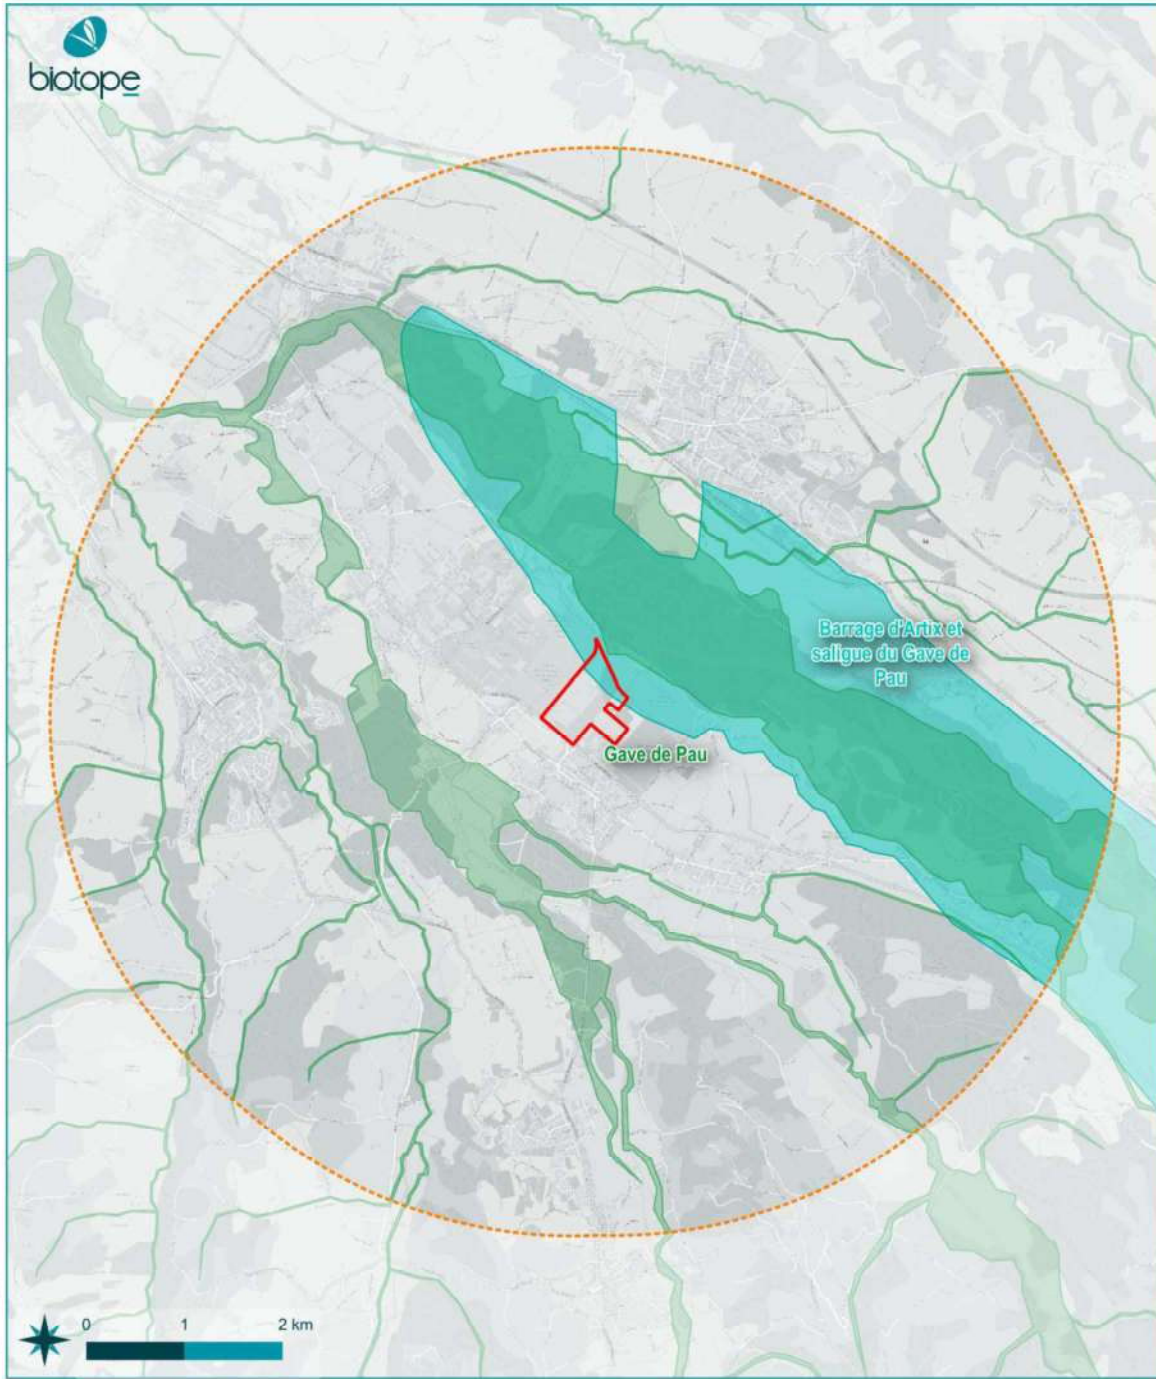 biotope
Barrage d'Artix et
saligue du Gave de
Pau
Gave de Pau
0 1 2 km